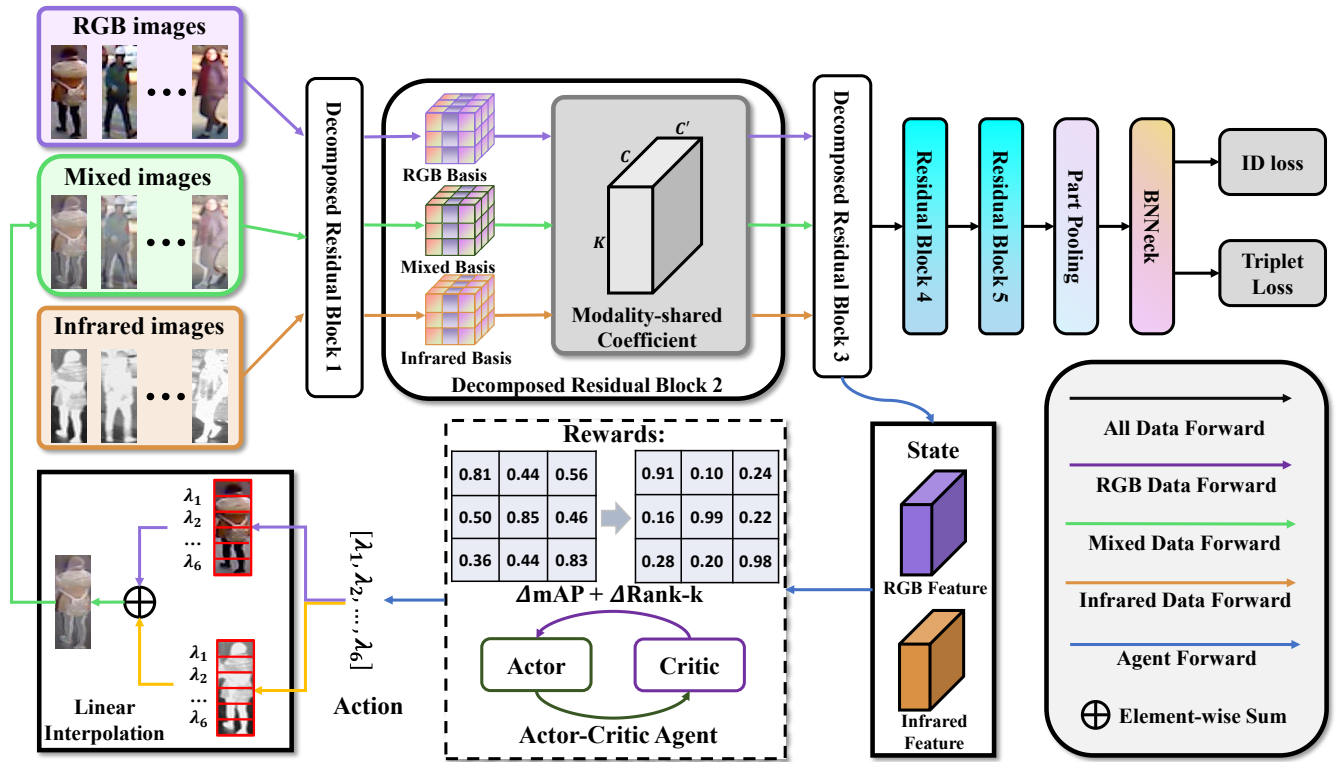 RGB images
Mixed images
Infrared images
Decomposed Residual Block 1
RGB Basis
Mixed Basis
Infrared Basis
C'
C
K
Modality-shared
Coefficient
Decomposed Residual Block 2
Decomposed Residual Block 3
Residual Block 4
Residual Block 5
Part Pooling
BNNeck
ID loss
Triplet
Loss
λ1
λ2
...
λ6
λ1
λ2
...
λ6
Linear
Interpolation
[λ1, λ2, ..., λ6]
Action
Rewards:
0.81 0.44 0.56
0.50 0.85 0.46
0.36 0.44 0.83
0.91 0.10 0.24
0.16 0.99 0.22
0.28 0.20 0.98
ΔmAP + ΔRank-k
Actor
Critic
Actor-Critic Agent
State
RGB Feature
Infrared
Feature
All Data Forward
RGB Data Forward
Mixed Data Forward
Infrared Data Forward
Agent Forward
Element-wise Sum